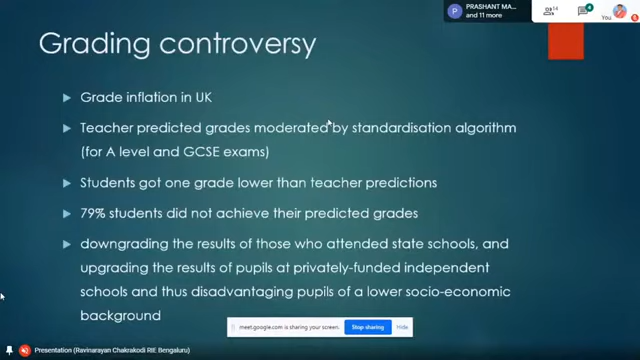 PRASHANT MA...
and 11 more
P
14
4
You
Grading controversy
Grade inflation in UK
Teacher predicted grades moderated by standardisation algorithm
(for A level and GCSE exams)
Students got one grade lower than teacher predictions
79% students did not achieve their predicted grades
downgrading the results of those who attended state schools, and
upgrading the results of pupils at privately-funded independent
schools and thus disadvantaging pupils of a lower socio-economic
background
meet.google.com is sharing your screen. Stop sharing Hide
Presentation (Ravinarayan Chakrakodi RIE Bengaluru)